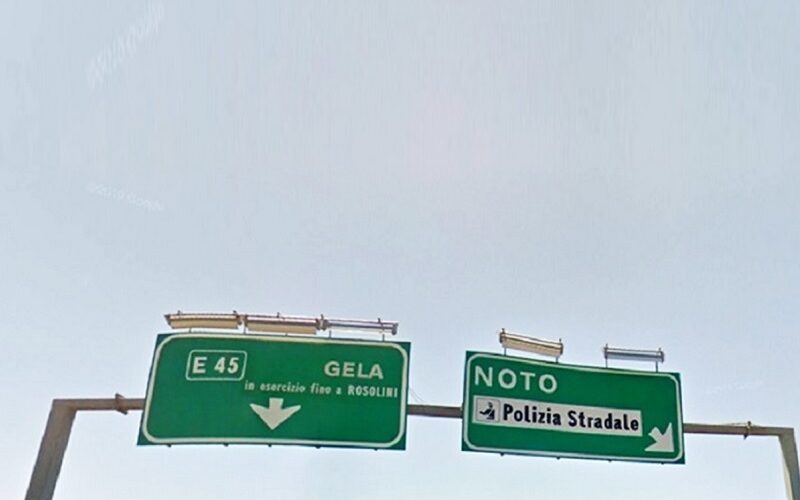 E 45
GELA
in esercizio fino a ROSOLINI
NOTO
Polizia Stradale